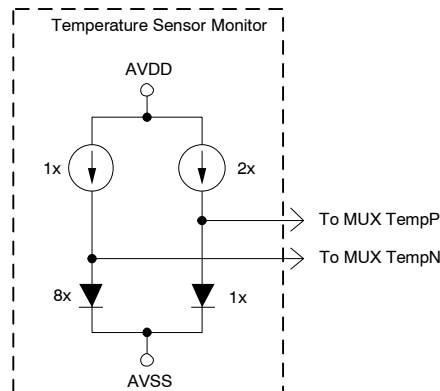 Temperature Sensor Monitor
AVDD
1x
2x
To MUX TempP
To MUX TempN
8x
1x
AVSS